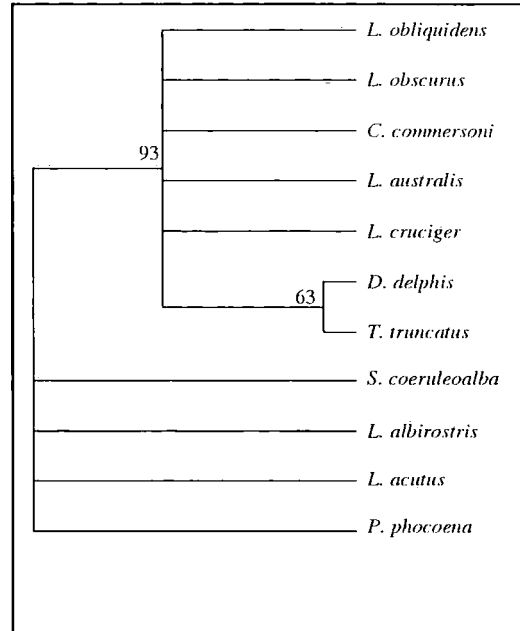 L. obliquidens
L. obscurus
C. commersoni
93
L. australis
L. cruciger
D. delphis
63
T. truncatus
S. coeruleoalba
L. albirostris
L. acutus
P. phocoena